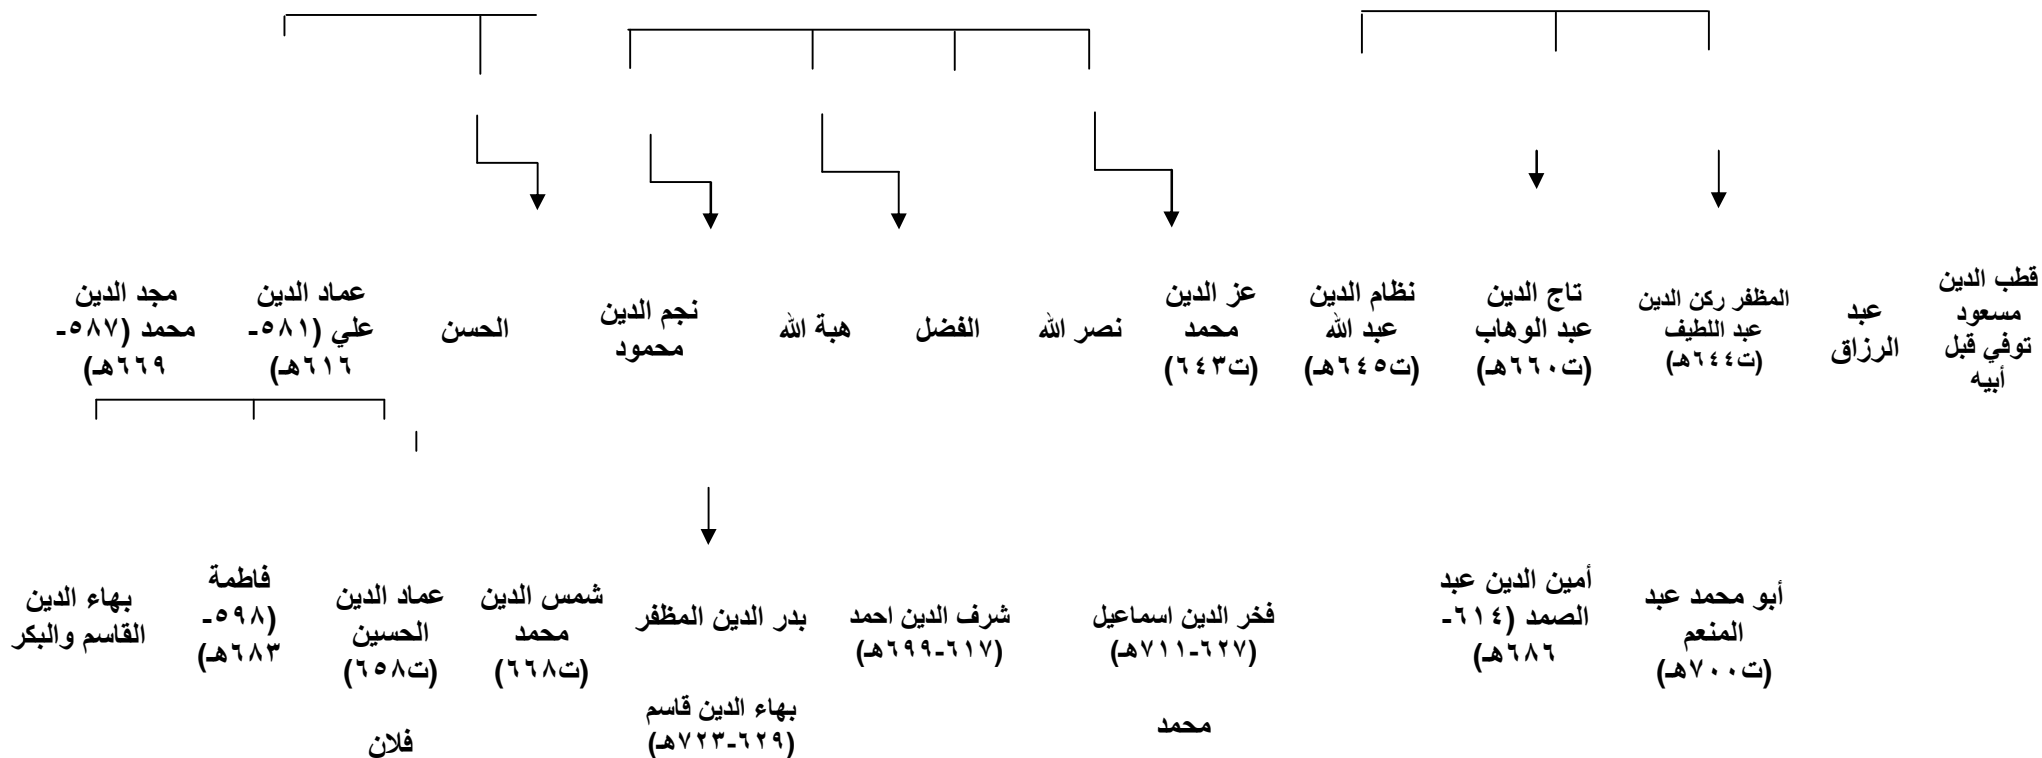 قطب الدين
مسعود
توفي قبل
أبيه
عبد
الرزاق
المظفر ركن الدين
عبد اللطيف
(ت٦٤٤هـ)
تاج الدين
عبد الوهاب
(ت٦٦٠هـ)
نظام الدين
عبد الله
(ت٦٤٥هـ)
عز الدين
محمد
(ت٦٤٣)
نصر الله
الفضل
هبة الله
نجم الدين
محمود
الحسن
عماد الدين
علي (٥٨١-
٦١٦هـ)
مجد الدين
محمد (٥٨٧-
٦٦٩هـ)
أبو محمد عبد
المنعم
(ت٧٠٠هـ)
أمين الدين عبد
الصمد (٦١٤-
٦٨٦هـ)
فخر الدين اسماعيل
(٦٢٧-٧١١هـ)
شرف الدين احمد
(٦١٧-٦٩٩هـ)
بدر الدين المظفر
شمس الدين
محمد
(ت٦٦٨)
عماد الدين
الحسين
(ت٦٥٨)
فاطمة
(٥٩٨-
٦٨٣هـ)
بهاء الدين
القاسم والبكر
محمد
بهاء الدين قاسم
(٦٢٩-٧٢٣هـ)
فلان